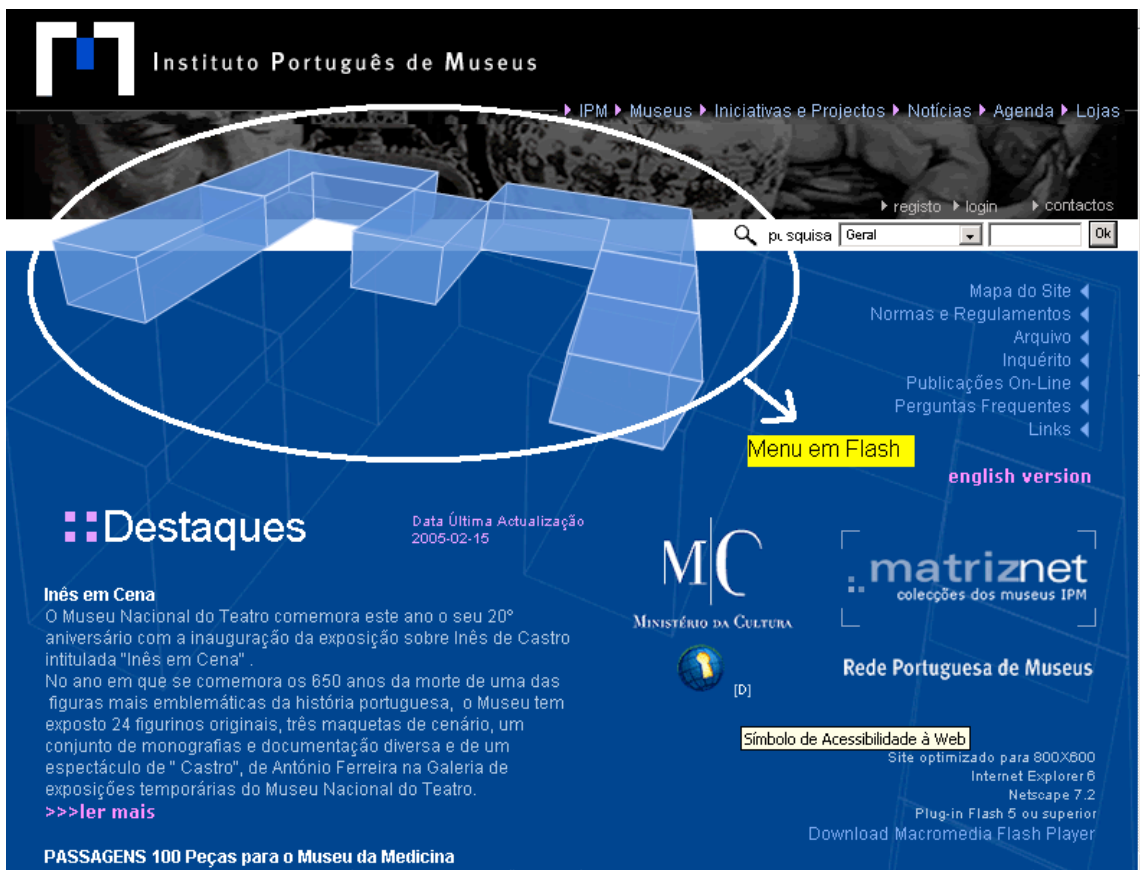 Instituto Português de Museus
IPM Museus Iniciativas e Projectos Notícias Agenda Lojas
registo login contactos
pesquisa Geral Ok
Mapa do Site
Normas e Regulamentos
Arquivo
Inquérito
Publicações On-Line
Perguntas Frequentes
Links
Menu em Flash
english version
Destaques
Data Última Actualização
2005-02-15
MC
MINISTÉRIO DA CULTURA
matriznet
colecções dos museus IPM
Inês em Cena
O Museu Nacional do Teatro comemora este ano o seu 20º
aniversário com a inauguração da exposição sobre Inês de Castro
intitulada "Inês em Cena" .
No ano em que se comemora os 650 anos da morte de uma das
figuras mais emblemáticas da história portuguesa, o Museu tem
exposto 24 figurinos originais, três maquetas de cenário, um
conjunto de monografias e documentação diversa e de um
espectáculo de " Castro", de António Ferreira na Galeria de
exposições temporárias do Museu Nacional do Teatro.
>>>ler mais
PASSAGENS 100 Peças para o Museu da Medicina
[D]
Rede Portuguesa de Museus
Símbolo de Acessibilidade à Web
Site optimizado para 800X600
Internet Explorer 6
Netscape 7.2
Plug-in Flash 5 ou superior
Download Macromedia Flash Player